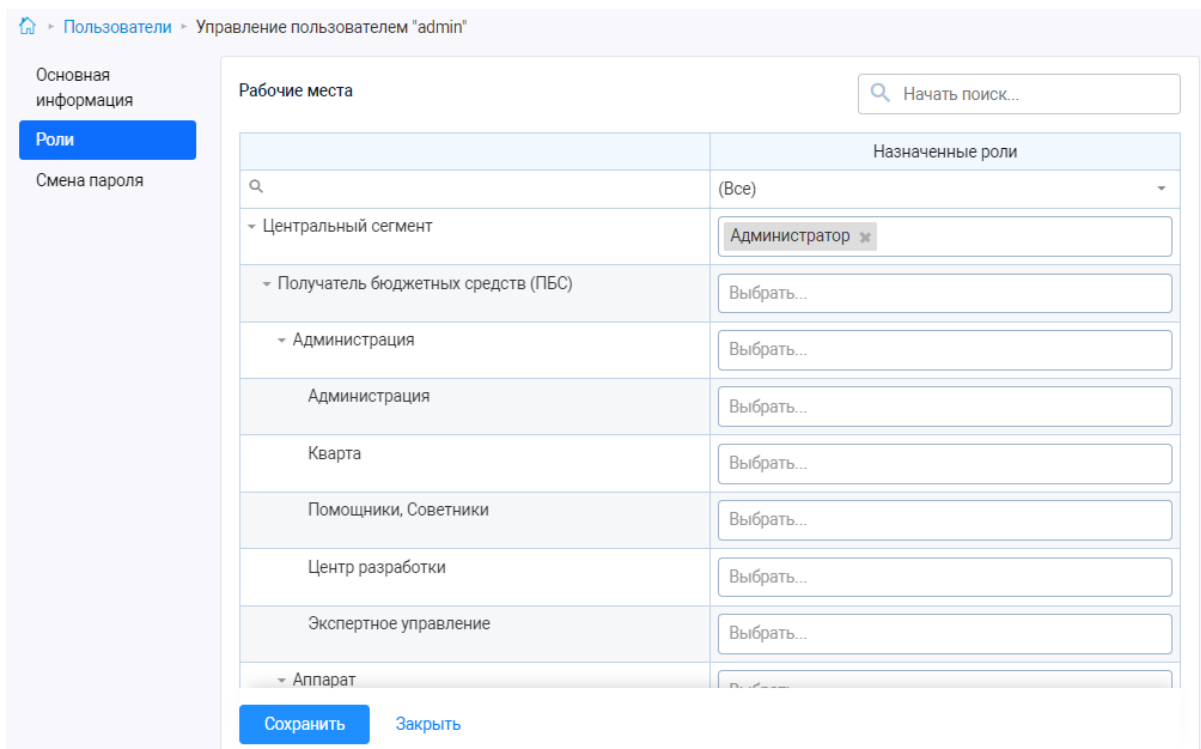 Пользователи Управление пользователем "admin"
Основная
информация
Роли
Смена пароля
Рабочие места
Начать поиск...
Назначенные роли
(Все)
Центральный сегмент
Администратор
Получатель бюджетных средств (ПБС)
Выбрать...
Администрация
Выбрать...
Администрация
Выбрать...
Кварта
Выбрать...
Помощники, Советники
Выбрать...
Центр разработки
Выбрать...
Экспертное управление
Выбрать...
Аппарат
Сохранить
Закрыть